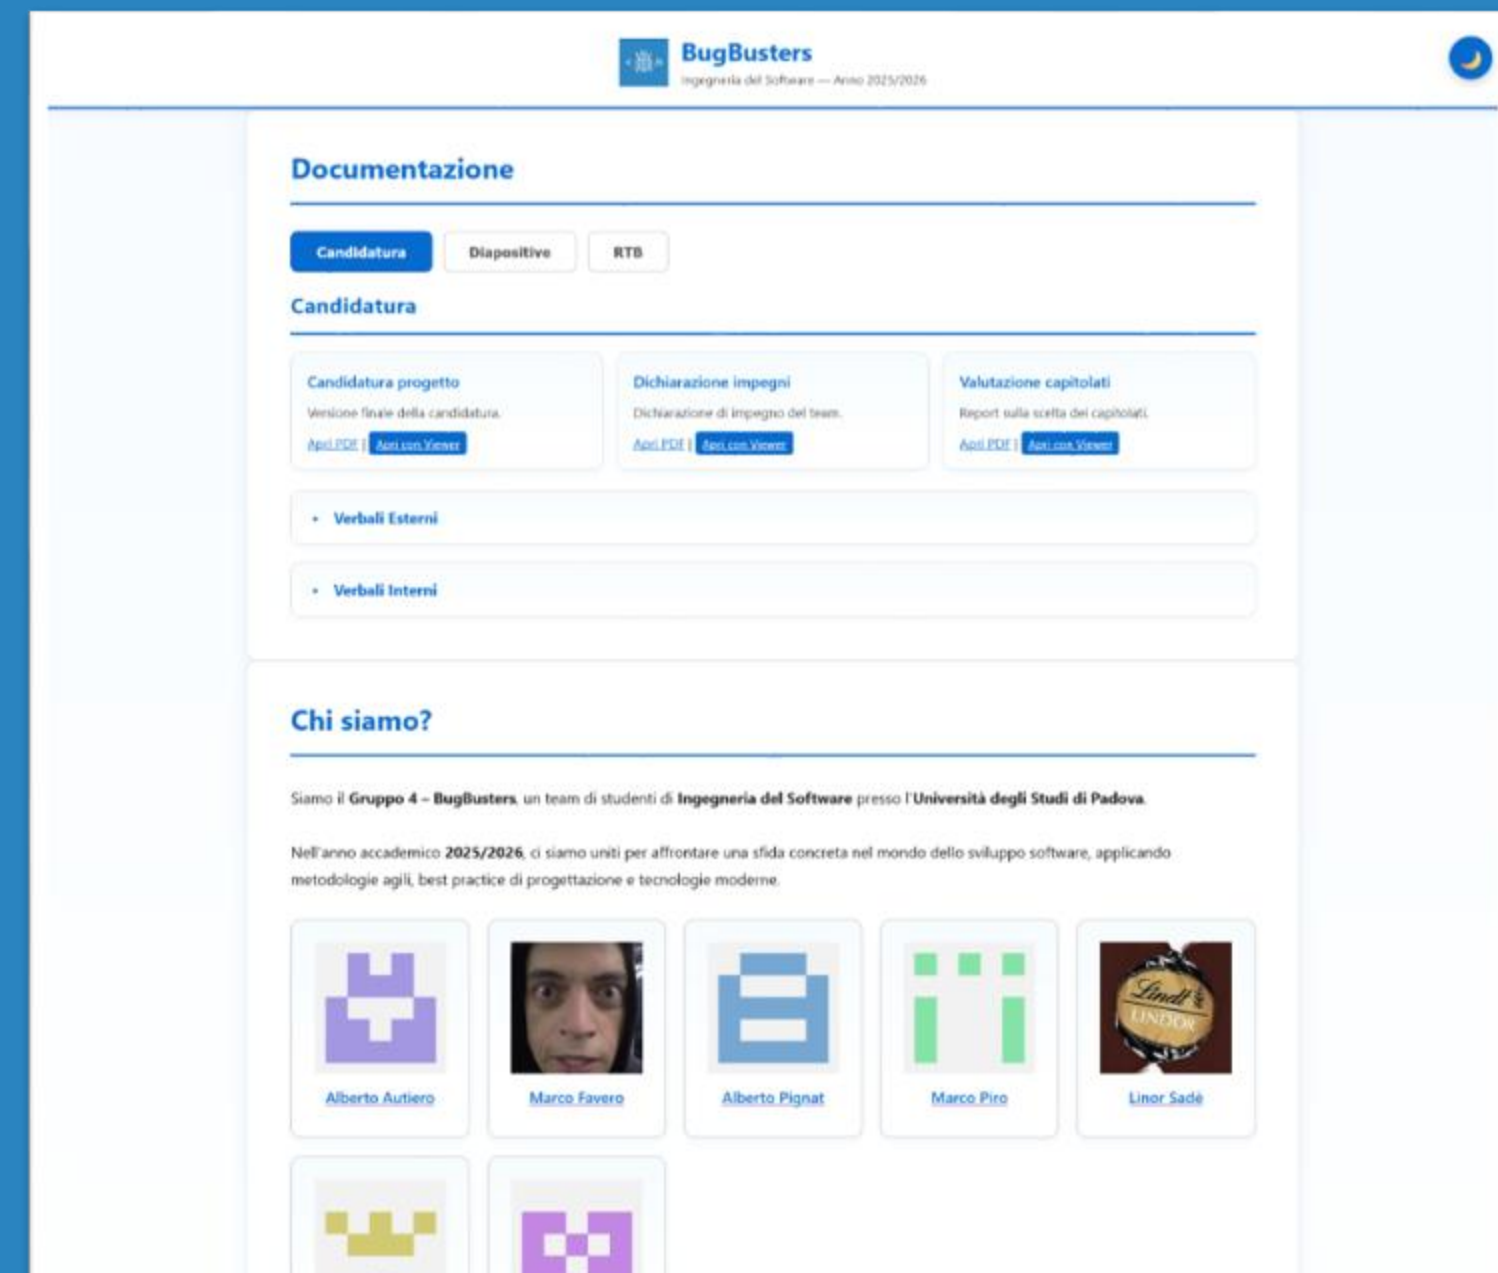 BugBusters
Ingegneria del Software — Anno 2025/2026
Documentazione
Candidatura
Diapositive
RTB
Candidatura
Candidatura progetto
Versione finale della candidatura.
Apri PDF | Apri con Viewer
Dichiarazione impegni
Dichiarazione di impegno del team.
Apri PDF | Apri con Viewer
Valutazione capitolati
Report sulla scelta dei capitolati.
Apri PDF | Apri con Viewer
• Verbali Esterni
• Verbali Interni
Chi siamo?
Siamo il Gruppo 4 – BugBusters, un team di studenti di Ingegneria del Software presso l'Università degli Studi di Padova.
Nell'anno accademico 2025/2026, ci siamo uniti per affrontare una sfida concreta nel mondo dello sviluppo software, applicando
metodologie agili, best practice di progettazione e tecnologie moderne.
Lindt
LINDOR
Alberto Autiero
Marco Favero
Alberto Pignat
Marco Piro
Linor Sadè